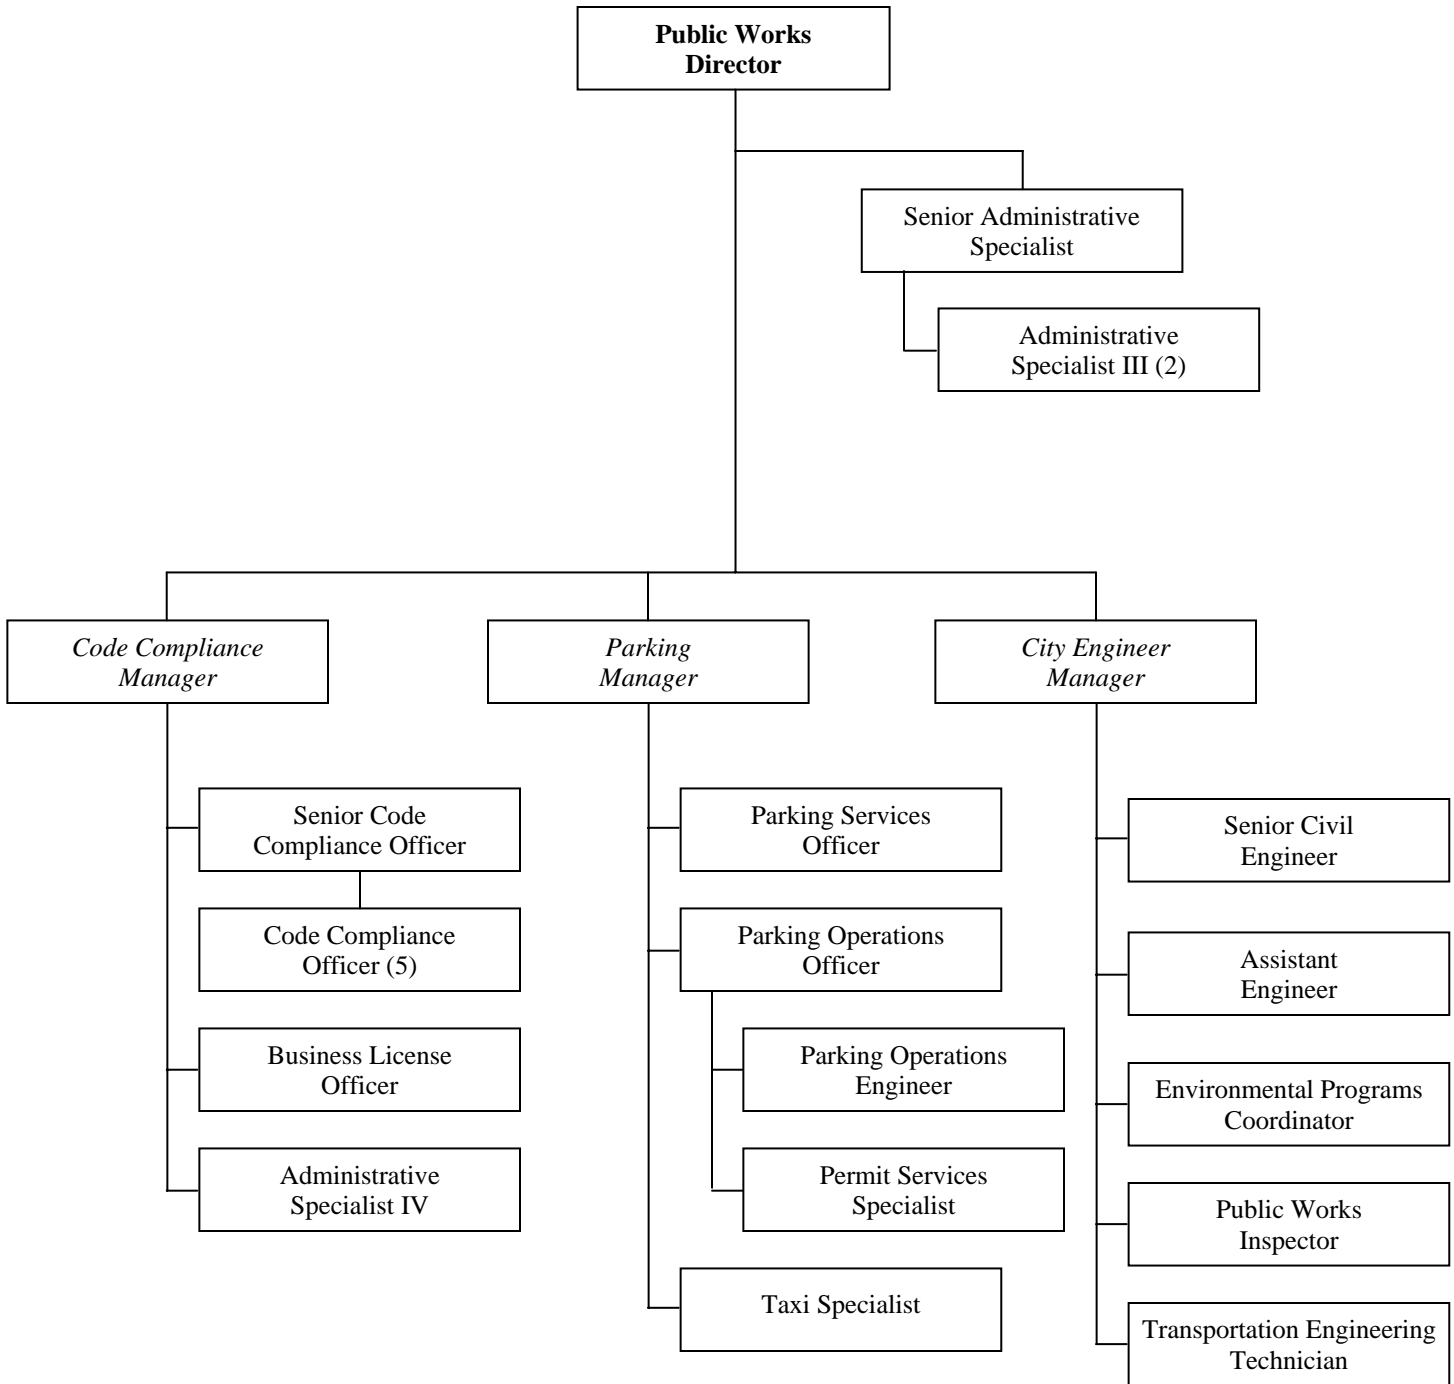 Public Works
Director
Senior Administrative
Specialist
Administrative
Specialist III (2)
Code Compliance
Manager
Parking
Manager
City Engineer
Manager
Senior Code
Compliance Officer
Code Compliance
Officer (5)
Business License
Officer
Administrative
Specialist IV
Parking Services
Officer
Parking Operations
Officer
Parking Operations
Engineer
Permit Services
Specialist
Taxi Specialist
Senior Civil
Engineer
Assistant
Engineer
Environmental Programs
Coordinator
Public Works
Inspector
Transportation Engineering
Technician